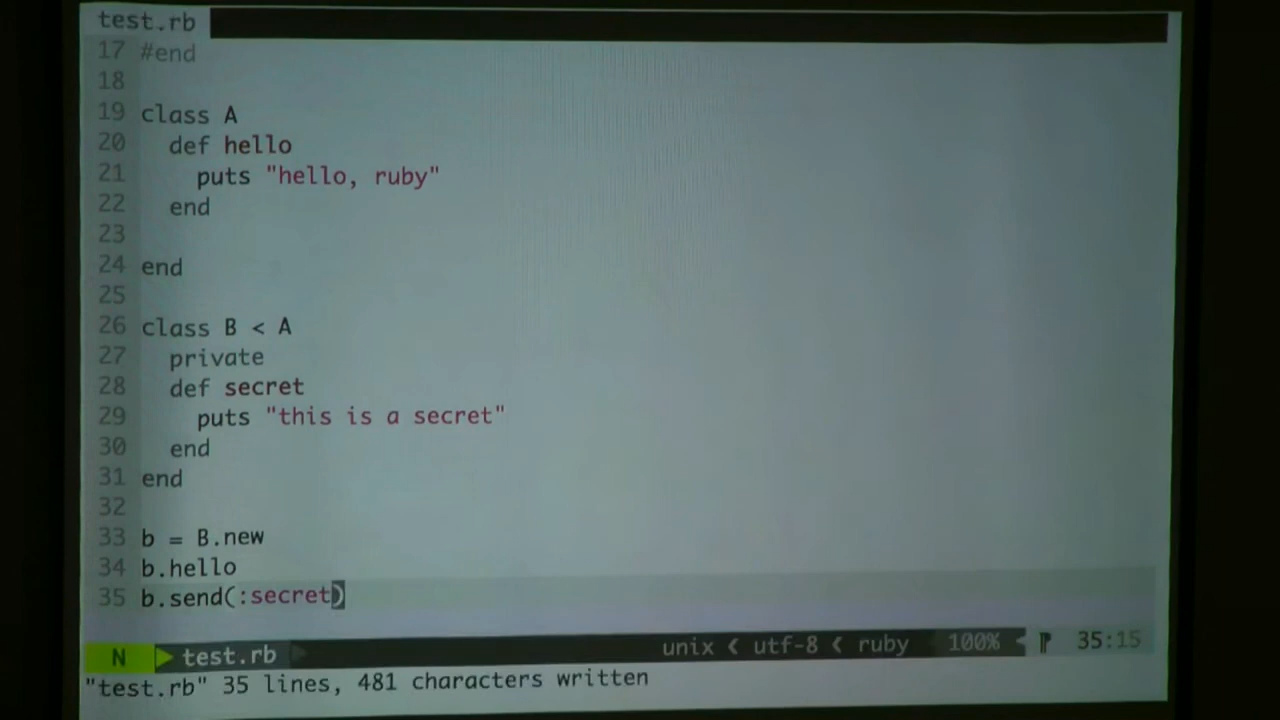 test.rb
17 #end
18
19 class A
20   def hello
21     puts "hello, ruby"
22   end
23
24 end
25
26 class B < A
27   private
28   def secret
29     puts "this is a secret"
30   end
31 end
32
33 b = B.new
34 b.hello
35 b.send(:secret)
N test.rb unix < utf-8 < ruby 100% 35:15
"test.rb" 35 lines, 481 characters written